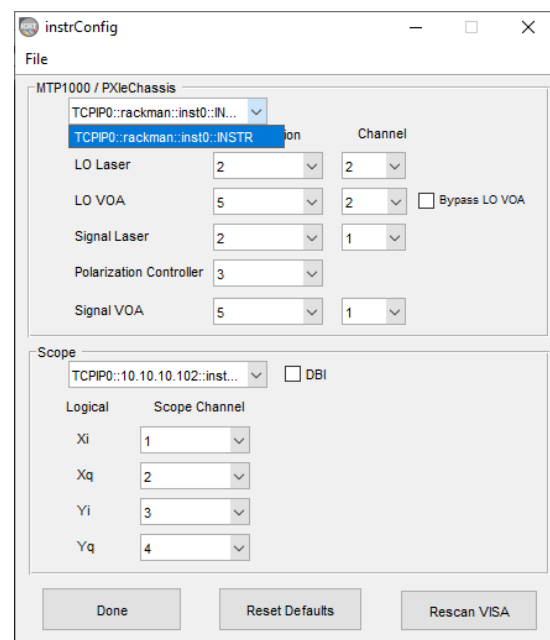 instrConfig
File
MTP1000 / PXIeChassis
TCPIP0::rackman::inst0::IN...
TCPIP0::rackman::inst0::INSTR
ion Channel
LO Laser 2 2
LO VOA 5 2 Bypass LO VOA
Signal Laser 2 1
Polarization Controller 3
Signal VOA 5 1
Scope
TCPIP0::10.10.10.102::inst... DBI
Logical Scope Channel
Xi 1
Xq 2
Yi 3
Yq 4
Done Reset Defaults Rescan VISA